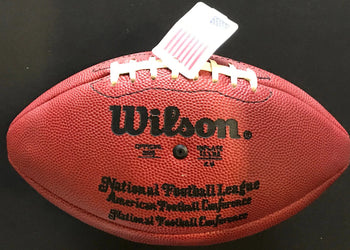 Wilson®
National Football League
American Football Conference
National Football Conference